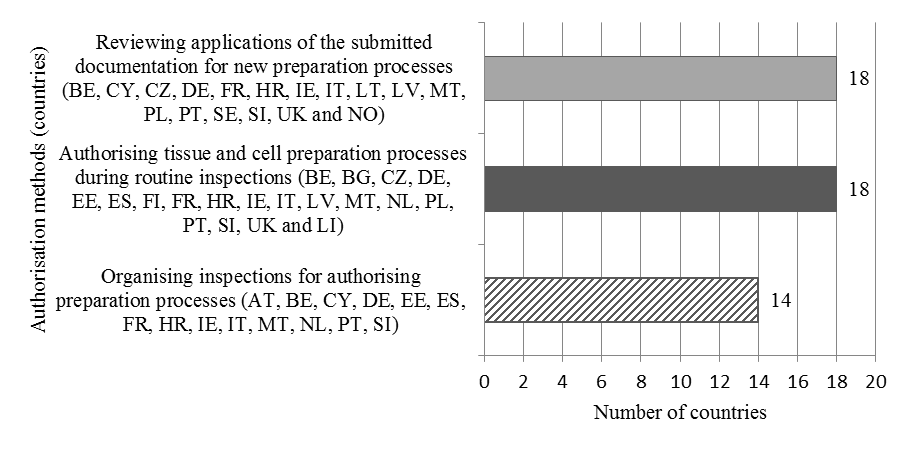 Authorisation methods (countries)
Reviewing applications of the submitted
documentation for new preparation processes
(BE, CY, CZ, DE, FR, HR, IE, IT, LT, LV, MT,
PL, PT, SE, SI, UK and NO)
18
Authorising tissue and cell preparation processes
during routine inspections (BE, BG, CZ, DE,
EE, ES, FI, FR, HR, IE, IT, LV, MT, NL, PL,
PT, SI, UK and LI)
18
Organising inspections for authorising
preparation processes (AT, BE, CY, DE, EE, ES,
FR, HR, IE, IT, MT, NL, PT, SI)
14
0 2 4 6 8 10 12 14 16 18 20
Number of countries